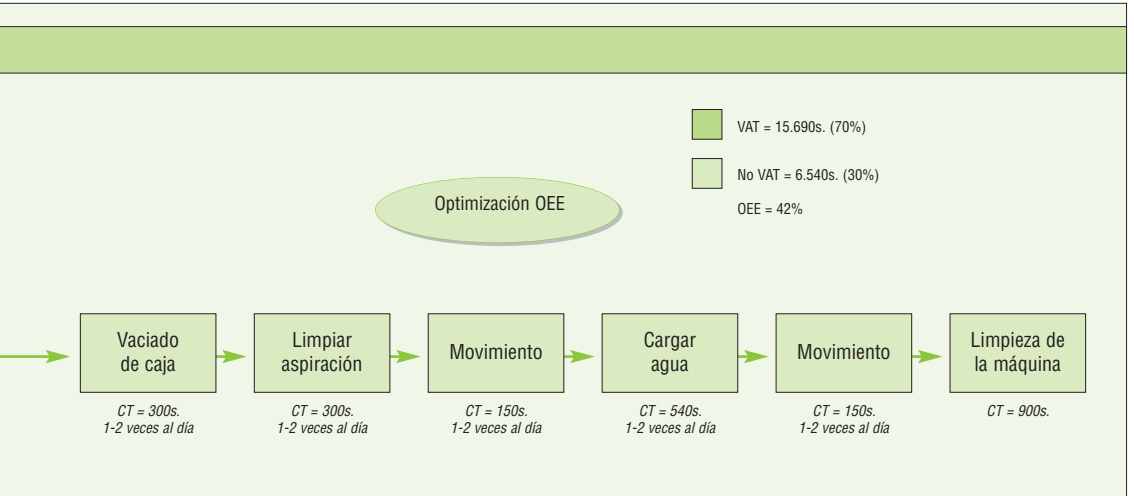 VAT = 15.690s. (70%)
No VAT = 6.540s. (30%)
OEE = 42%
Optimización OEE
Vaciado
de caja
CT = 300s.
1-2 veces al día
Limpiar
aspiración
CT = 300s.
1-2 veces al día
Movimiento
CT = 150s.
1-2 veces al día
Cargar
agua
CT = 540s.
1-2 veces al día
Movimiento
CT = 150s.
1-2 veces al día
Limpieza de
la máquina
CT = 900s.